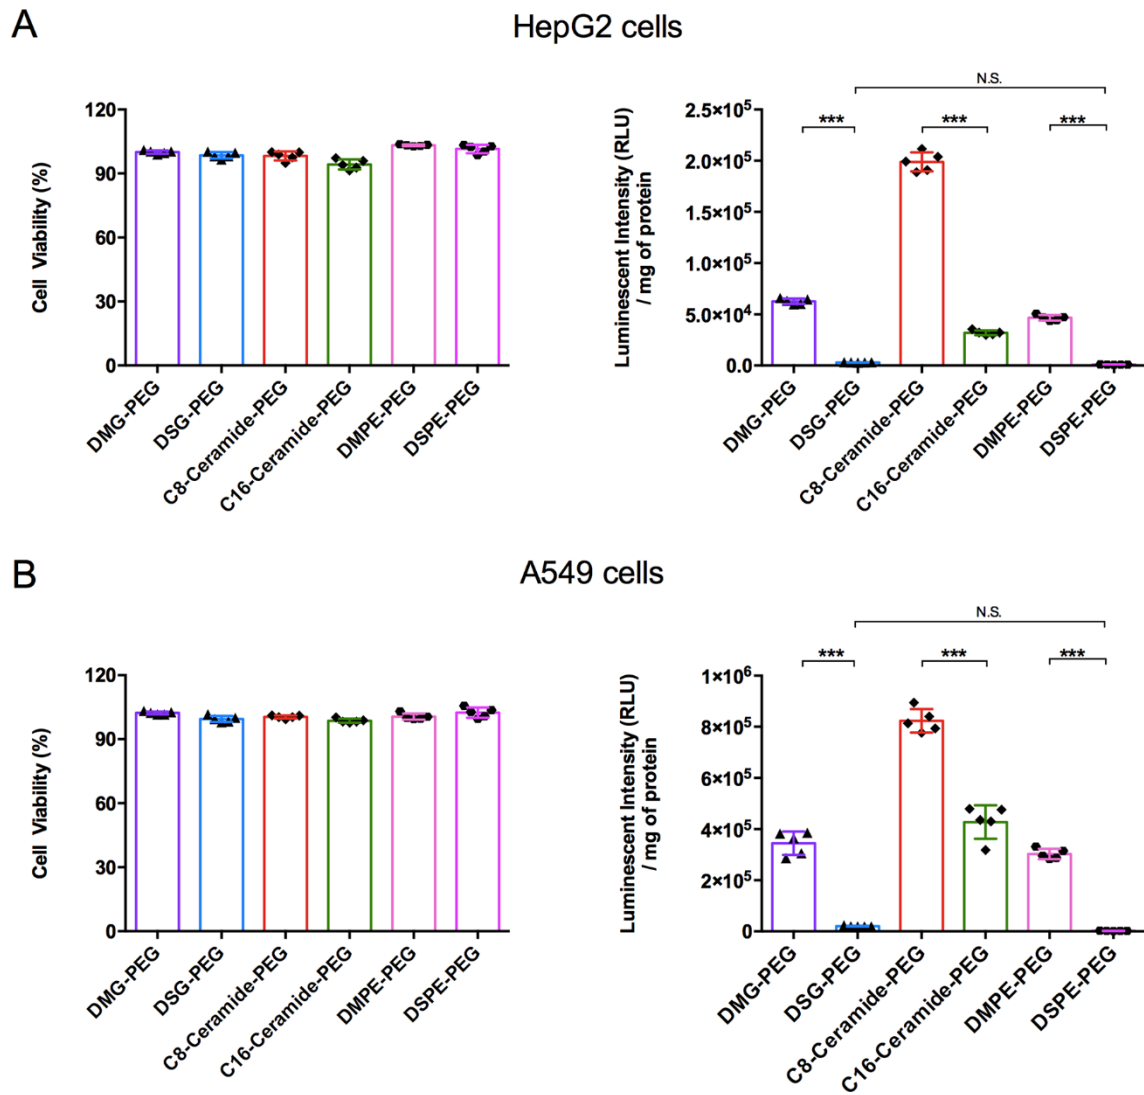 A
HepG2 cells
Cell Viability (%)
120
90
60
30
0
DMG-PEG
DSG-PEG
C8-Ceramide-PEG
C16-Ceramide-PEG
DMPE-PEG
DSPE-PEG
Luminescent Intensity (RLU)
/ mg of protein
N.S.
*** *** ***
2.5×10⁵
2.0×10⁵
1.5×10⁵
1.0×10⁵
5.0×10⁴
0.0
DMG-PEG
DSG-PEG
C8-Ceramide-PEG
C16-Ceramide-PEG
DMPE-PEG
DSPE-PEG
B
A549 cells
Cell Viability (%)
120
90
60
30
0
DMG-PEG
DSG-PEG
C8-Ceramide-PEG
C16-Ceramide-PEG
DMPE-PEG
DSPE-PEG
Luminescent Intensity (RLU)
/ mg of protein
N.S.
*** *** ***
1×10⁶
8×10⁵
6×10⁵
4×10⁵
2×10⁵
0
DMG-PEG
DSG-PEG
C8-Ceramide-PEG
C16-Ceramide-PEG
DMPE-PEG
DSPE-PEG